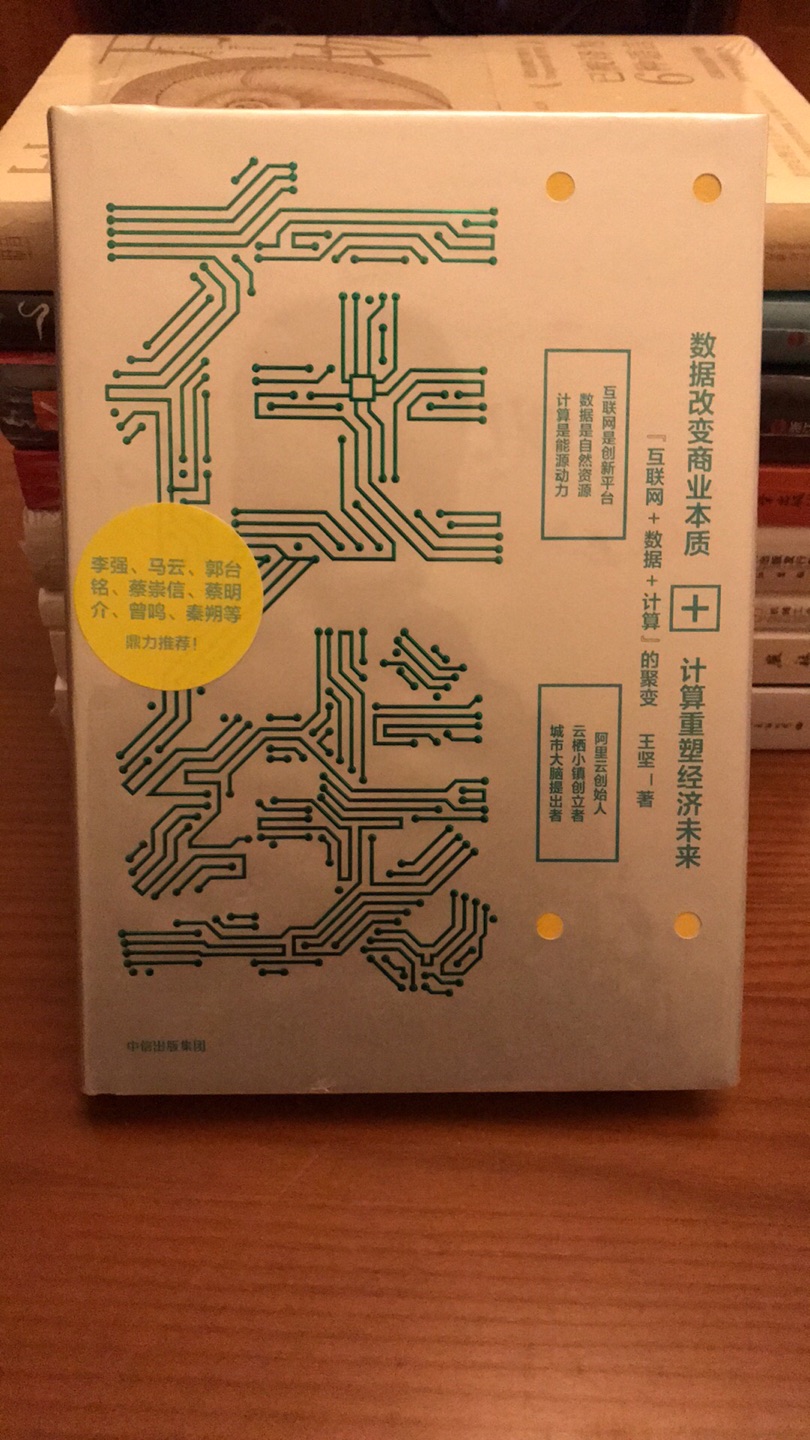 在线
数据改变商业本质 + 计算重塑经济未来
『互联网+数据+计算』的聚变
王坚—著
互联网是创新平台
数据是自然资源
计算是能源动力
阿里云创始人
云栖小镇创立者
城市大脑提出者
李强、马云、郭台
铭、蔡崇信、蔡明
介、曾鸣、秦朔等
鼎力推荐!
中信出版集团